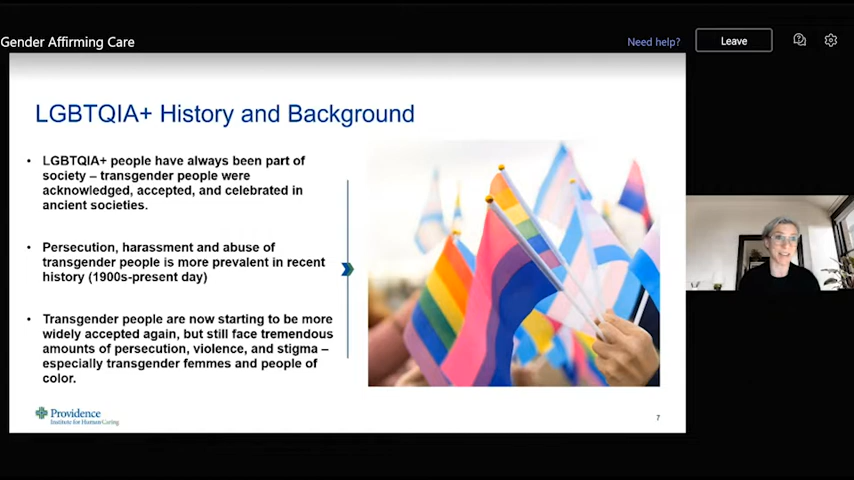 Gender Affirming Care
Need help?
Leave
LGBTQIA+ History and Background
• LGBTQIA+ people have always been part of
society – transgender people were
acknowledged, accepted, and celebrated in
ancient societies.
• Persecution, harassment and abuse of
transgender people is more prevalent in recent
history (1900s-present day)
• Transgender people are now starting to be more
widely accepted again, but still face tremendous
amounts of persecution, violence, and stigma –
especially transgender femmes and people of
color.
Providence
Institute for Human Caring
7